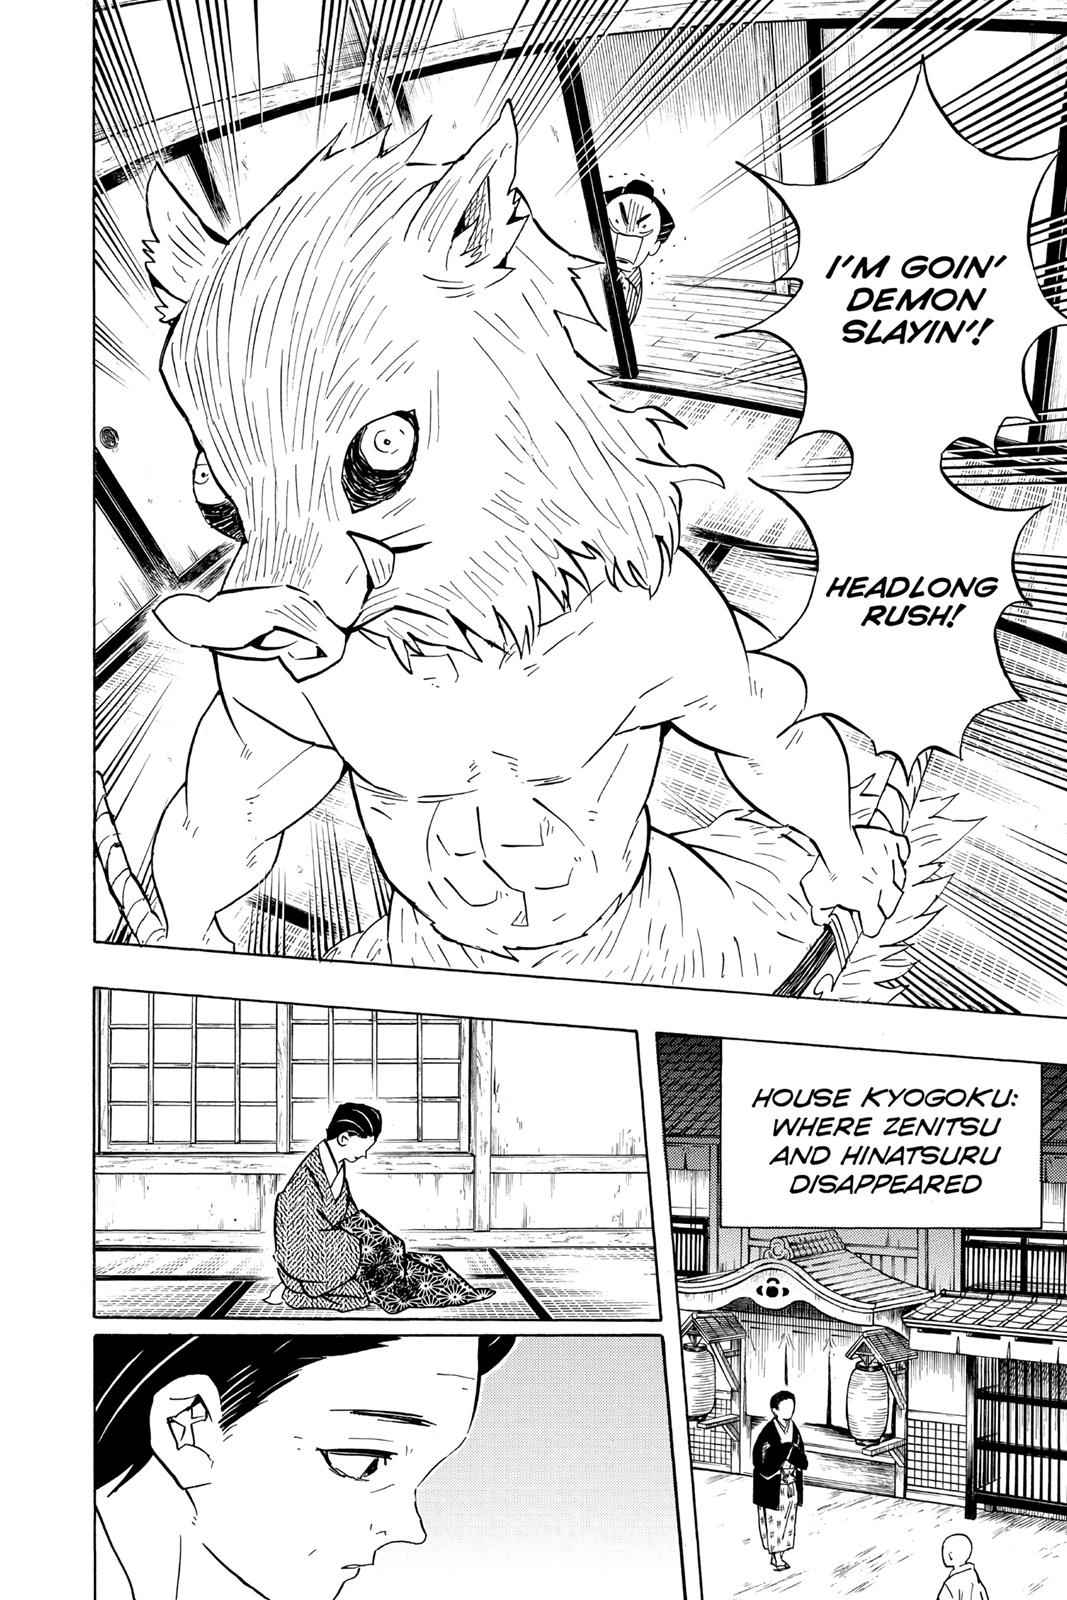 I'M GOIN'
DEMON
SLAYIN'!
HEADLONG
RUSH!
HOUSE KYOGOKU:
WHERE ZENITSU
AND HINATSURU
DISAPPEARED